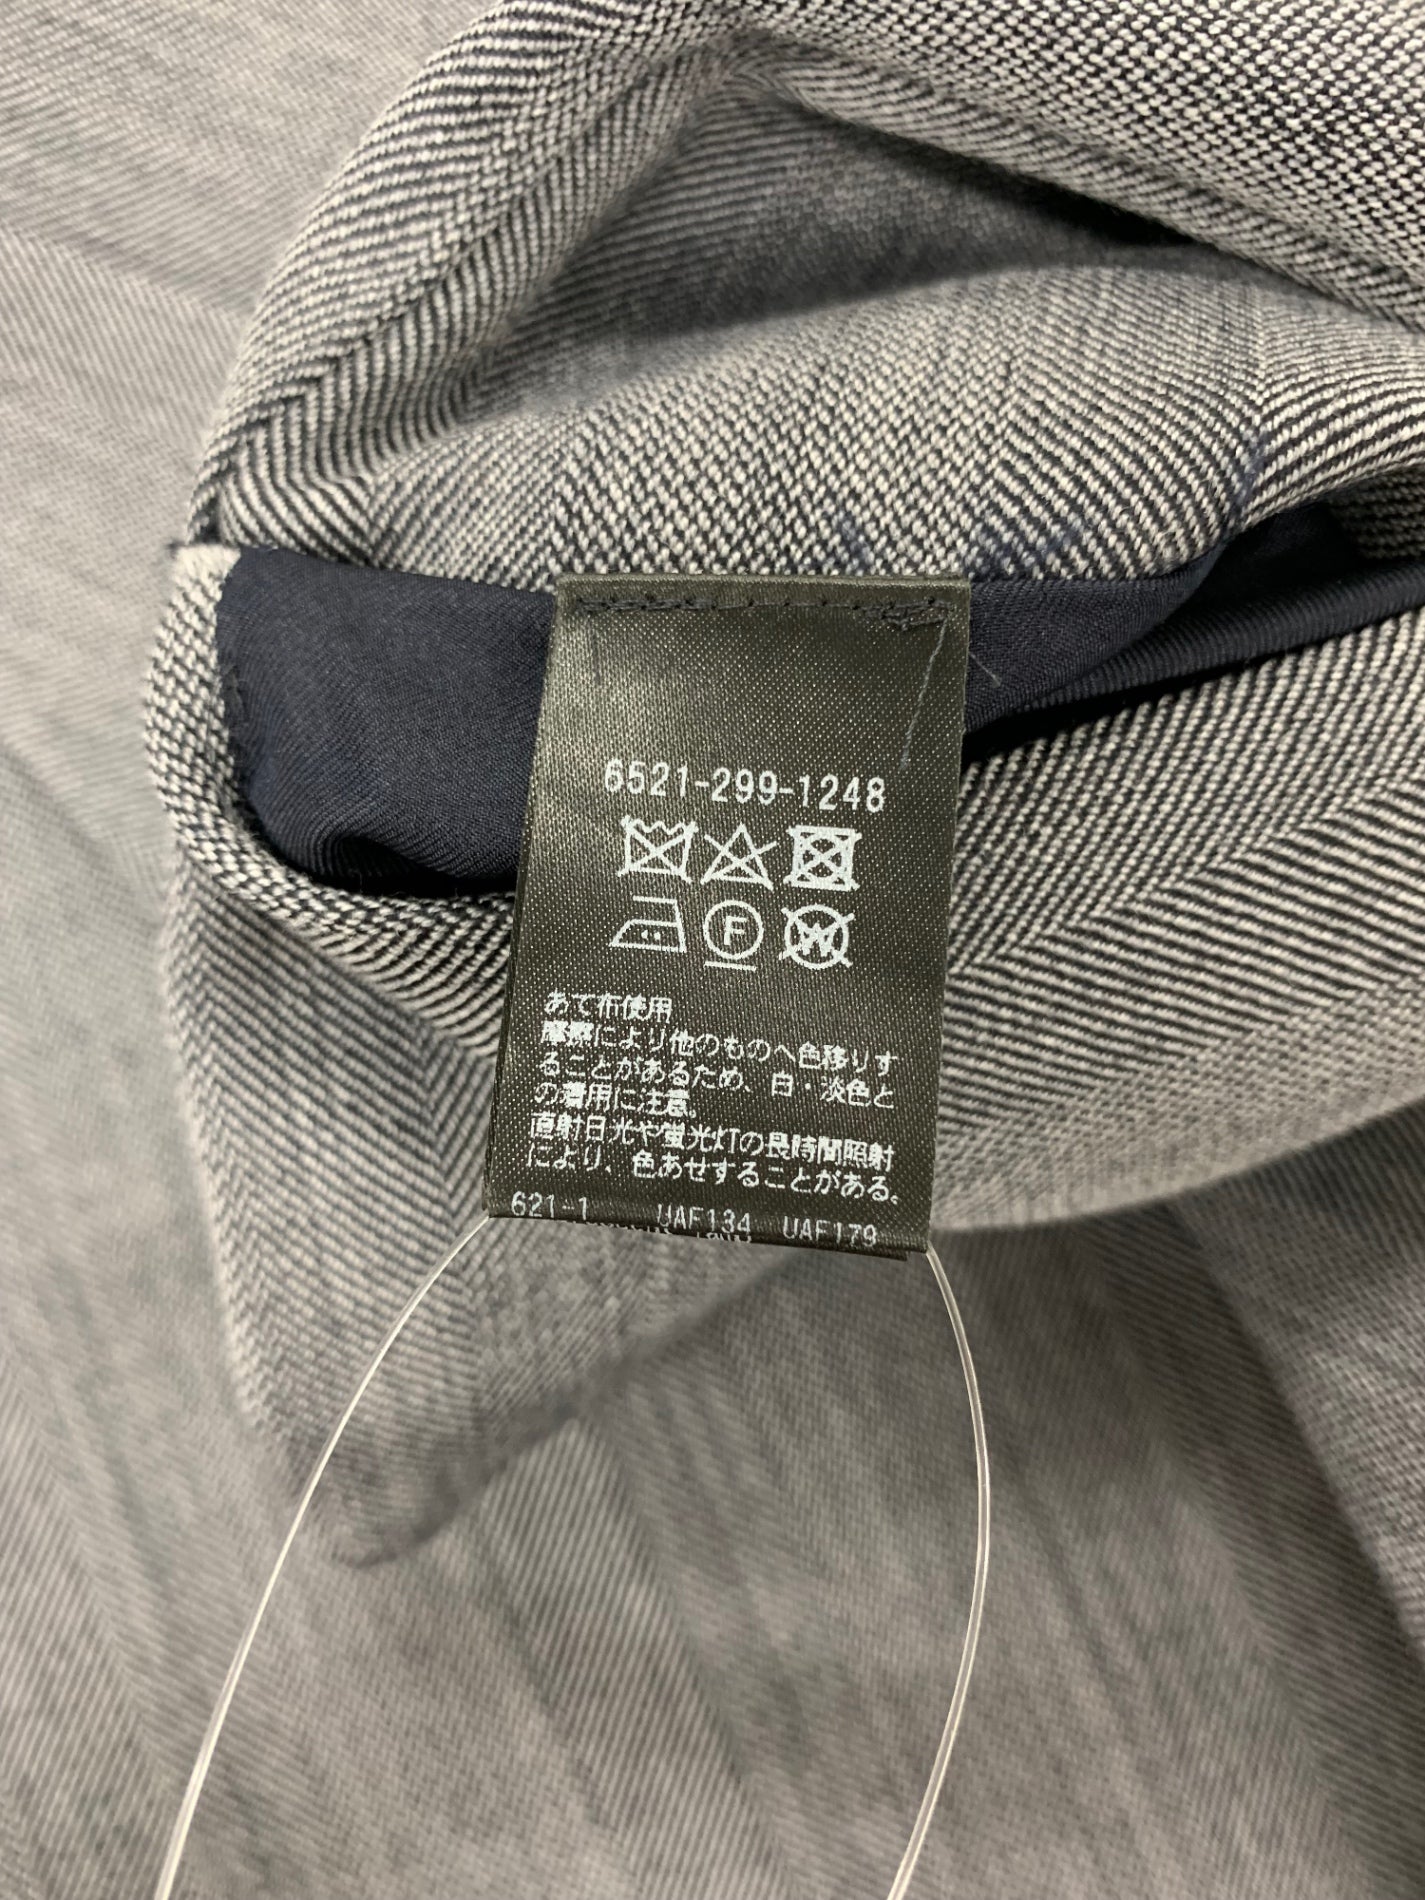 6521-299-1248
F
W
あて布使用
摩擦により他のものへ色移りす
ることがあるため、白・淡色と
の着用に注意。
直射日光や蛍光灯の長時間照射
により、色あせすることがある。
621-1 UAF134 UAF179